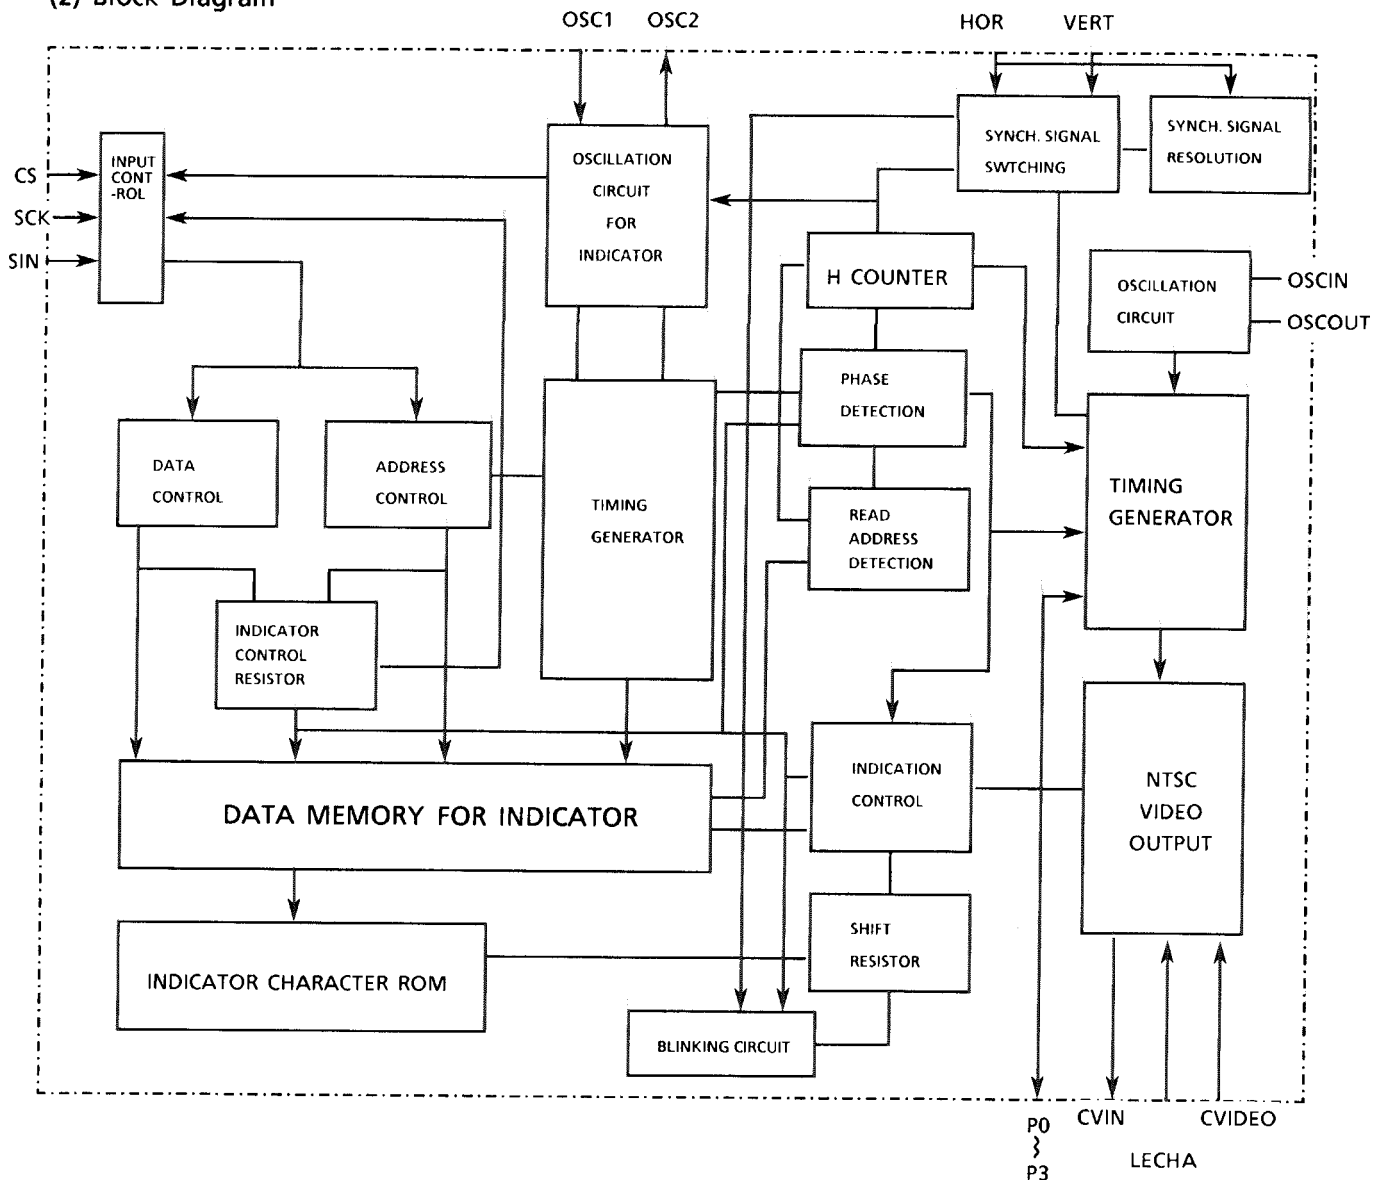 (2) Block Diagram
OSC1 OSC2
HOR VERT
CS
SCK
SIN
INPUT
CONT
-ROL
OSCILLATION
CIRCUIT
FOR
INDICATOR
SYNCH. SIGNAL
SWTCHING
SYNCH. SIGNAL
RESOLUTION
H COUNTER
OSCILLATION
CIRCUIT
OSCIN
OSCOUT
PHASE
DETECTION
DATA
CONTROL
ADDRESS
CONTROL
TIMING
GENERATOR
READ
ADDRESS
DETECTION
TIMING
GENERATOR
INDICATOR
CONTROL
RESISTOR
DATA MEMORY FOR INDICATOR
INDICATION
CONTROL
NTSC
VIDEO
OUTPUT
INDICATOR CHARACTER ROM
SHIFT
RESISTOR
BLINKING CIRCUIT
P0
P3
CVIN
LECHA
CVIDEO